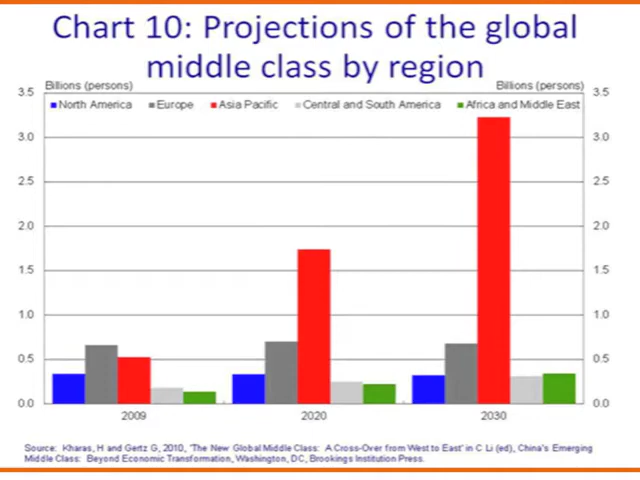 Chart 10: Projections of the global
middle class by region
Billions (persons) Billions (persons)
3.5 3.5
North America Europe Asia Pacific Central and South America Africa and Middle East
3.0 3.0
2.5 2.5
2.0 2.0
1.5 1.5
1.0 1.0
0.5 0.5
0.0 0.0
2009 2020 2030
Source: Kharas, H and Gertz G, 2010, 'The New Global Middle Class: A Cross-Over from West to East' in C Li (ed), China's Emerging
Middle Class: Beyond Economic Transformation, Washington, DC, Brookings Institution Press.